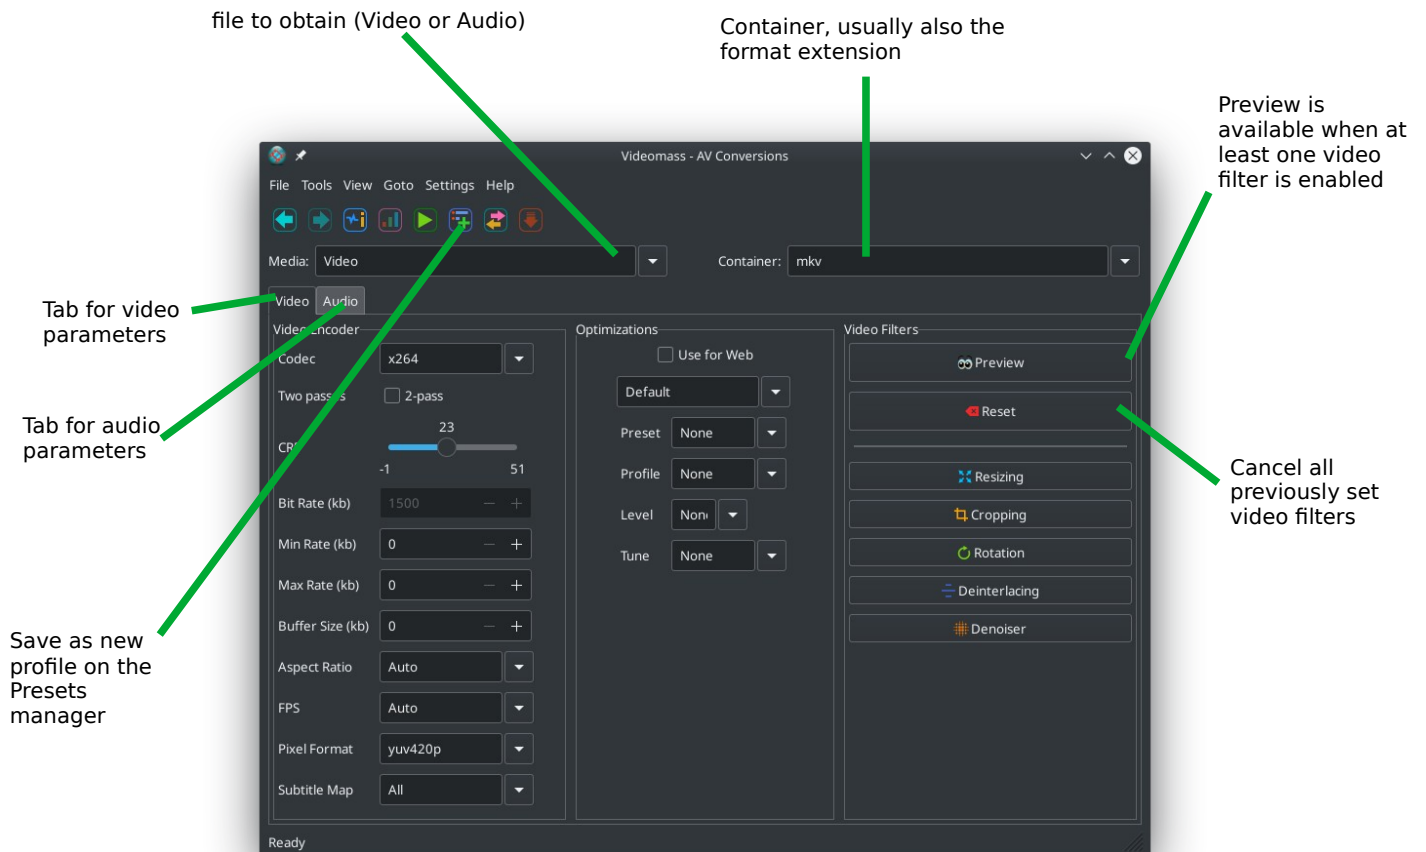 file to obtain (Video or Audio)
Container, usually also the
format extension
Preview is
available when at
least one video
filter is enabled
Videomass - AV Conversions
File Tools View Goto Settings Help
Media: Video
Container: mkv
Tab for video
parameters
Video Audio
Video Encoder
Optimizations
Video Filters
Codec x264
Use for Web
Preview
Two passes 2-pass
Default
Reset
Tab for audio
parameters
CRF
23
-1 51
Preset None
Profile None
Resizing
Cancel all
previously set
video filters
Bit Rate (kb) 1500
Level None
Cropping
Min Rate (kb) 0
Tune None
Rotation
Max Rate (kb) 0
Deinterlacing
Buffer Size (kb) 0
Denoiser
Save as new
profile on the
Presets
manager
Aspect Ratio Auto
FPS Auto
Pixel Format yuv420p
Subtitle Map All
Ready